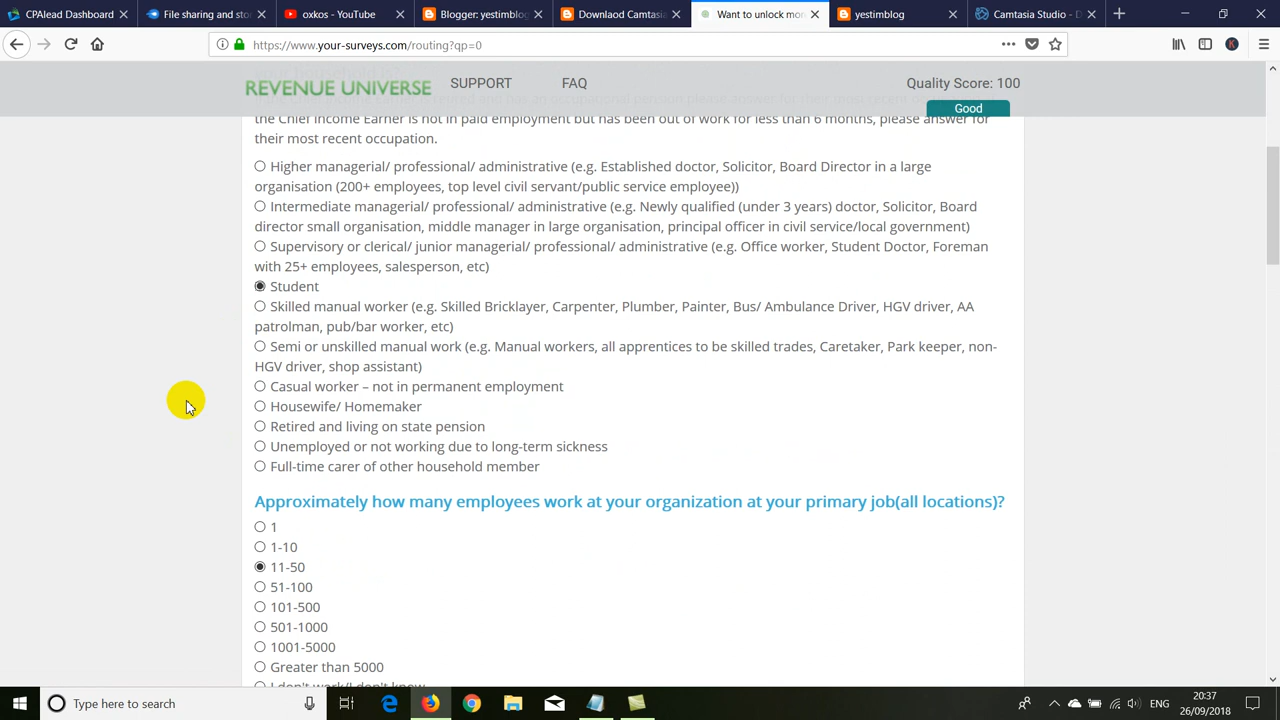 CPAlead Dashboard
File sharing and sto
oxkos - YouTube
Blogger: yestimblog
Downlaod Camtasia
Want to unlock mon
yestimblog
Camtasia Studio - D
https://www.your-surveys.com/routing?qp=0
REVENUE UNIVERSE
SUPPORT
FAQ
Quality Score: 100
Good
the Chief Income Earner is not in paid employment but has been out of work for less than 6 months, please answer for
their most recent occupation.
Higher managerial/ professional/ administrative (e.g. Established doctor, Solicitor, Board Director in a large
organisation (200+ employees, top level civil servant/public service employee))
Intermediate managerial/ professional/ administrative (e.g. Newly qualified (under 3 years) doctor, Solicitor, Board
director small organisation, middle manager in large organisation, principal officer in civil service/local government)
Supervisory or clerical/ junior managerial/ professional/ administrative (e.g. Office worker, Student Doctor, Foreman
with 25+ employees, salesperson, etc)
Student
Skilled manual worker (e.g. Skilled Bricklayer, Carpenter, Plumber, Painter, Bus/ Ambulance Driver, HGV driver, AA
patrolman, pub/bar worker, etc)
Semi or unskilled manual work (e.g. Manual workers, all apprentices to be skilled trades, Caretaker, Park keeper, non-
HGV driver, shop assistant)
Casual worker – not in permanent employment
Housewife/ Homemaker
Retired and living on state pension
Unemployed or not working due to long-term sickness
Full-time carer of other household member
Approximately how many employees work at your organization at your primary job(all locations)?
1
1-10
11-50
51-100
101-500
501-1000
1001-5000
Greater than 5000
I don't work/I don't know
Type here to search
ENG
20:37
26/09/2018